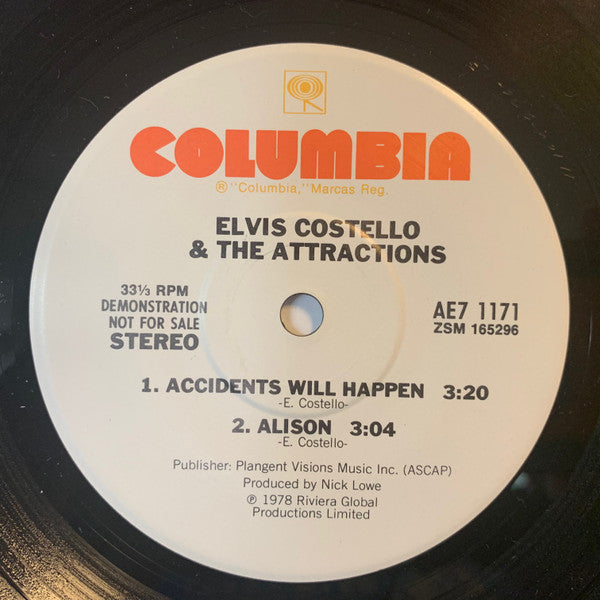 COLUMBIA
® "Columbia," Marcas Reg.
ELVIS COSTELLO
& THE ATTRACTIONS
33⅓ RPM
DEMONSTRATION
NOT FOR SALE
STEREO
AE7 1171
ZSM 165296
1. ACCIDENTS WILL HAPPEN 3:20
-E. Costello-
2. ALISON 3:04
-E. Costello-
Publisher: Plangent Visions Music Inc. (ASCAP)
Produced by Nick Lowe
℗ 1978 Riviera Global
Productions Limited